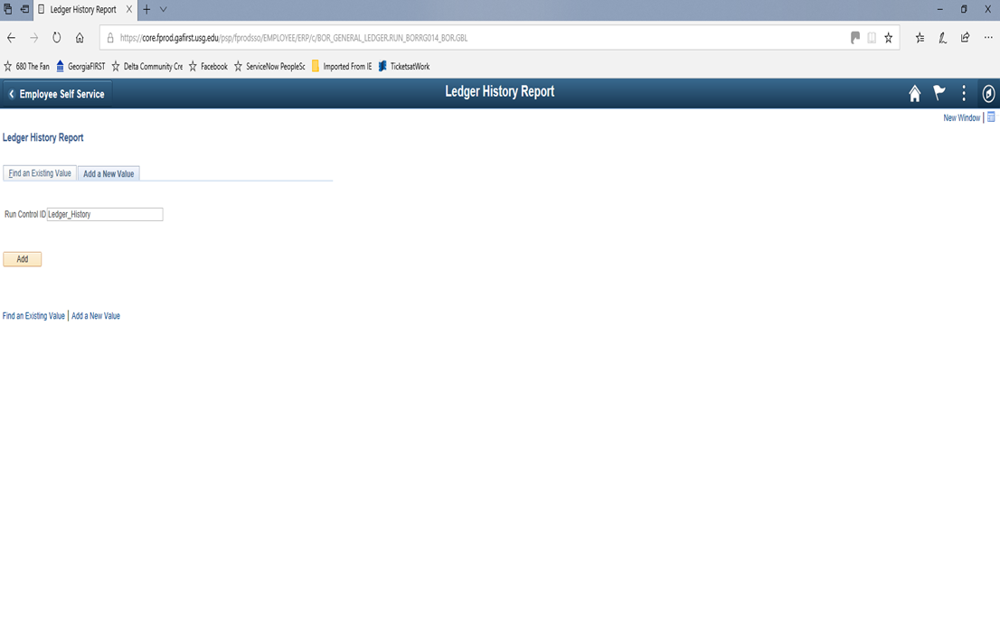 Ledger History Report
https://core.fprod.gafirst.usg.edu/psp/fprodsso/EMPLOYEE/ERP/c/BOR_GENERAL_LEDGER.RUN_BORRG014_BOR.GBL
680 The Fan GeorgiaFIRST Delta Community Cre Facebook ServiceNow PeopleSc Imported From IE TicketsatWork
Employee Self Service Ledger History Report
New Window
Ledger History Report
Find an Existing Value Add a New Value
Run Control ID Ledger_History
Add
Find an Existing Value | Add a New Value